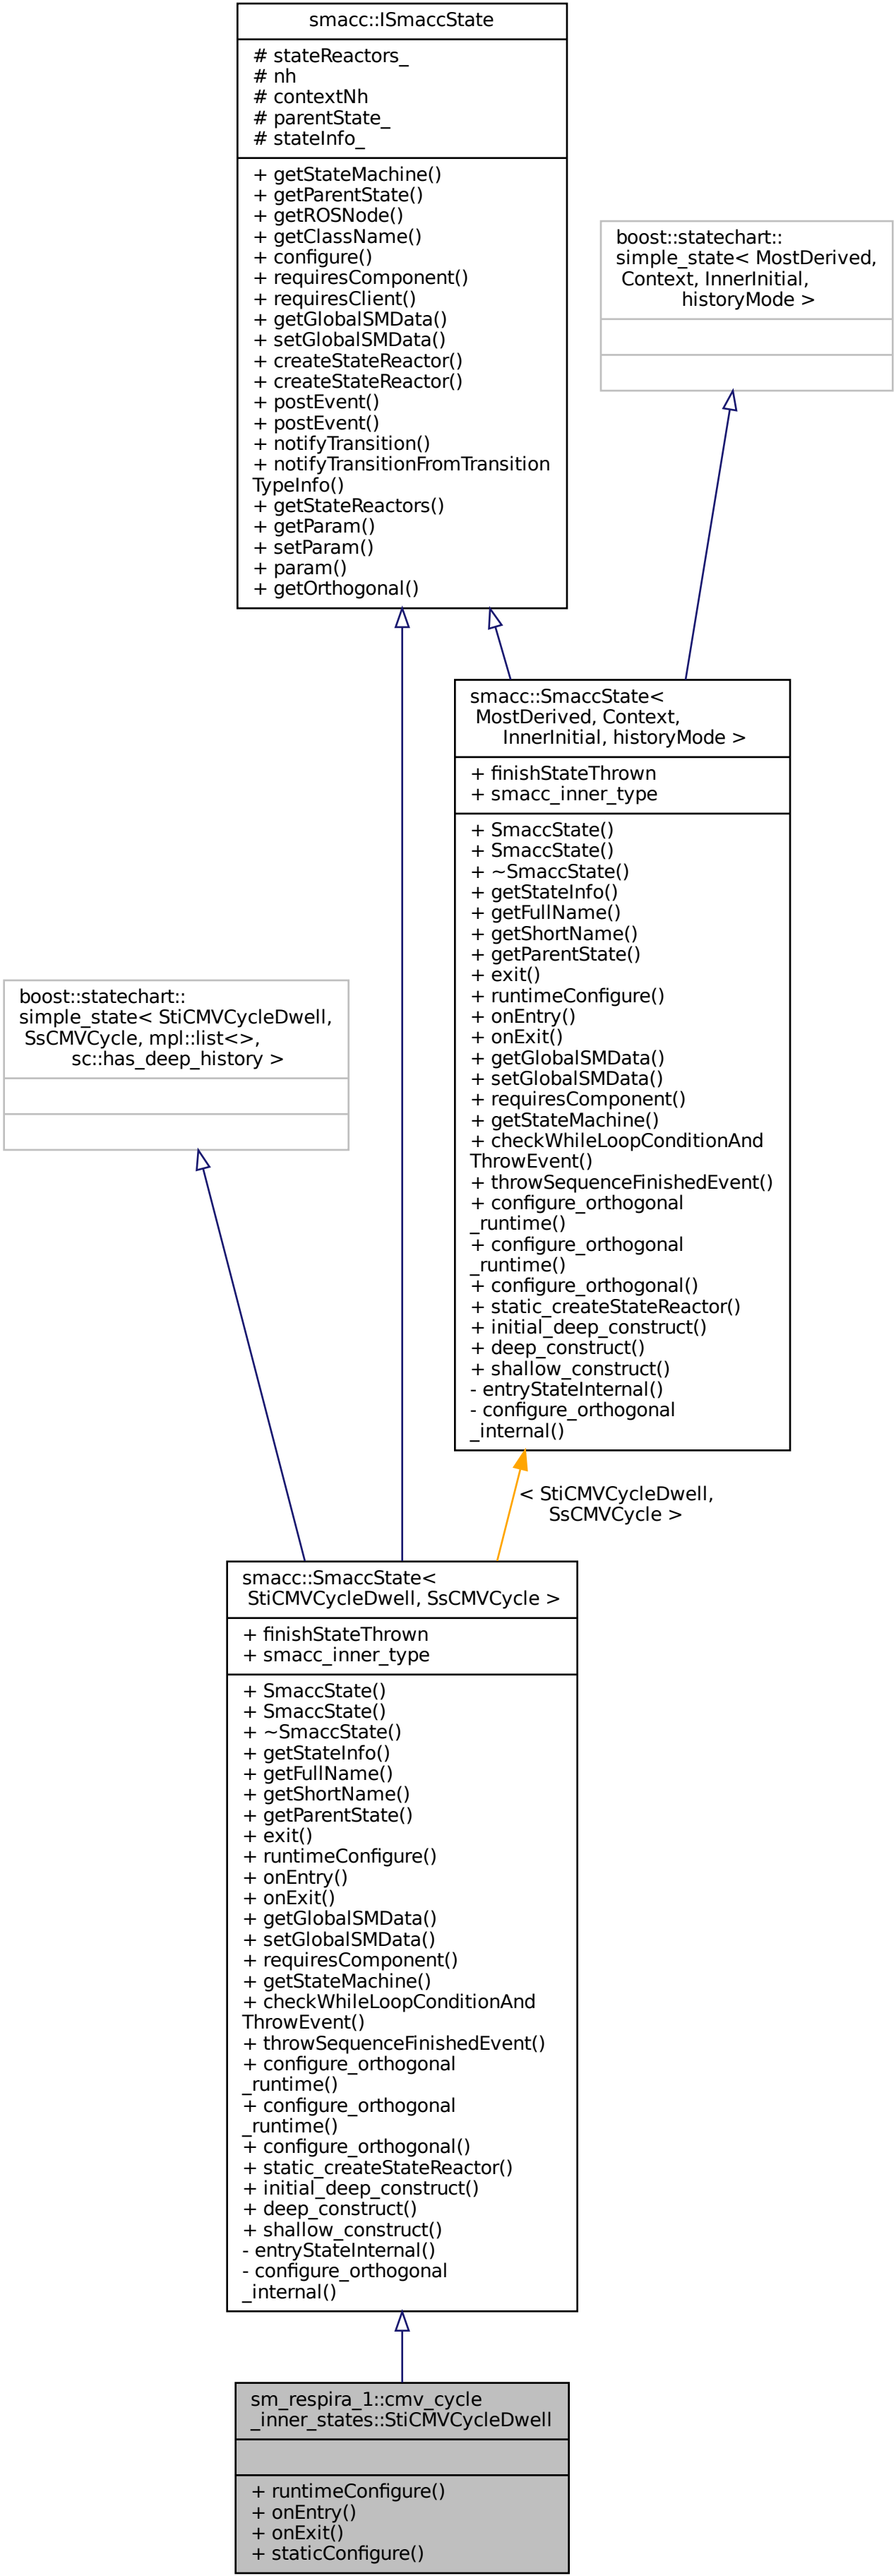 smacc::ISmaccState
# stateReactors_
# nh
# contextNh
# parentState_
# stateInfo_
+ getStateMachine()
+ getParentState()
+ getROSNode()
+ getClassName()
+ configure()
+ requiresComponent()
+ requiresClient()
+ getGlobalSMData()
+ setGlobalSMData()
+ createStateReactor()
+ createStateReactor()
+ postEvent()
+ postEvent()
+ notifyTransition()
+ notifyTransitionFromTransition
TypeInfo()
+ getStateReactors()
+ getParam()
+ setParam()
+ param()
+ getOrthogonal()
boost::statechart::
simple_state< MostDerived,
Context, InnerInitial,
historyMode >
smacc::SmaccState<
MostDerived, Context,
InnerInitial, historyMode >
+ finishStateThrown
+ smacc_inner_type
+ SmaccState()
+ SmaccState()
+ ~SmaccState()
+ getStateInfo()
+ getFullName()
+ getShortName()
+ getParentState()
+ exit()
+ runtimeConfigure()
+ onEntry()
+ onExit()
+ getGlobalSMData()
+ setGlobalSMData()
+ requiresComponent()
+ getStateMachine()
+ checkWhileLoopConditionAnd
ThrowEvent()
+ throwSequenceFinishedEvent()
+ configure_orthogonal
_runtime()
+ configure_orthogonal
_runtime()
+ configure_orthogonal()
+ static_createStateReactor()
+ initial_deep_construct()
+ deep_construct()
+ shallow_construct()
- entryStateInternal()
- configure_orthogonal
_internal()
boost::statechart::
simple_state< StiCMVCycleDwell,
SsCMVCycle, mpl::list<>,
sc::has_deep_history >
< StiCMVCycleDwell,
SsCMVCycle >
smacc::SmaccState<
StiCMVCycleDwell, SsCMVCycle >
+ finishStateThrown
+ smacc_inner_type
+ SmaccState()
+ SmaccState()
+ ~SmaccState()
+ getStateInfo()
+ getFullName()
+ getShortName()
+ getParentState()
+ exit()
+ runtimeConfigure()
+ onEntry()
+ onExit()
+ getGlobalSMData()
+ setGlobalSMData()
+ requiresComponent()
+ getStateMachine()
+ checkWhileLoopConditionAnd
ThrowEvent()
+ throwSequenceFinishedEvent()
+ configure_orthogonal
_runtime()
+ configure_orthogonal
_runtime()
+ configure_orthogonal()
+ static_createStateReactor()
+ initial_deep_construct()
+ deep_construct()
+ shallow_construct()
- entryStateInternal()
- configure_orthogonal
_internal()
sm_respira_1::cmv_cycle
_inner_states::StiCMVCycleDwell
+ runtimeConfigure()
+ onEntry()
+ onExit()
+ staticConfigure()